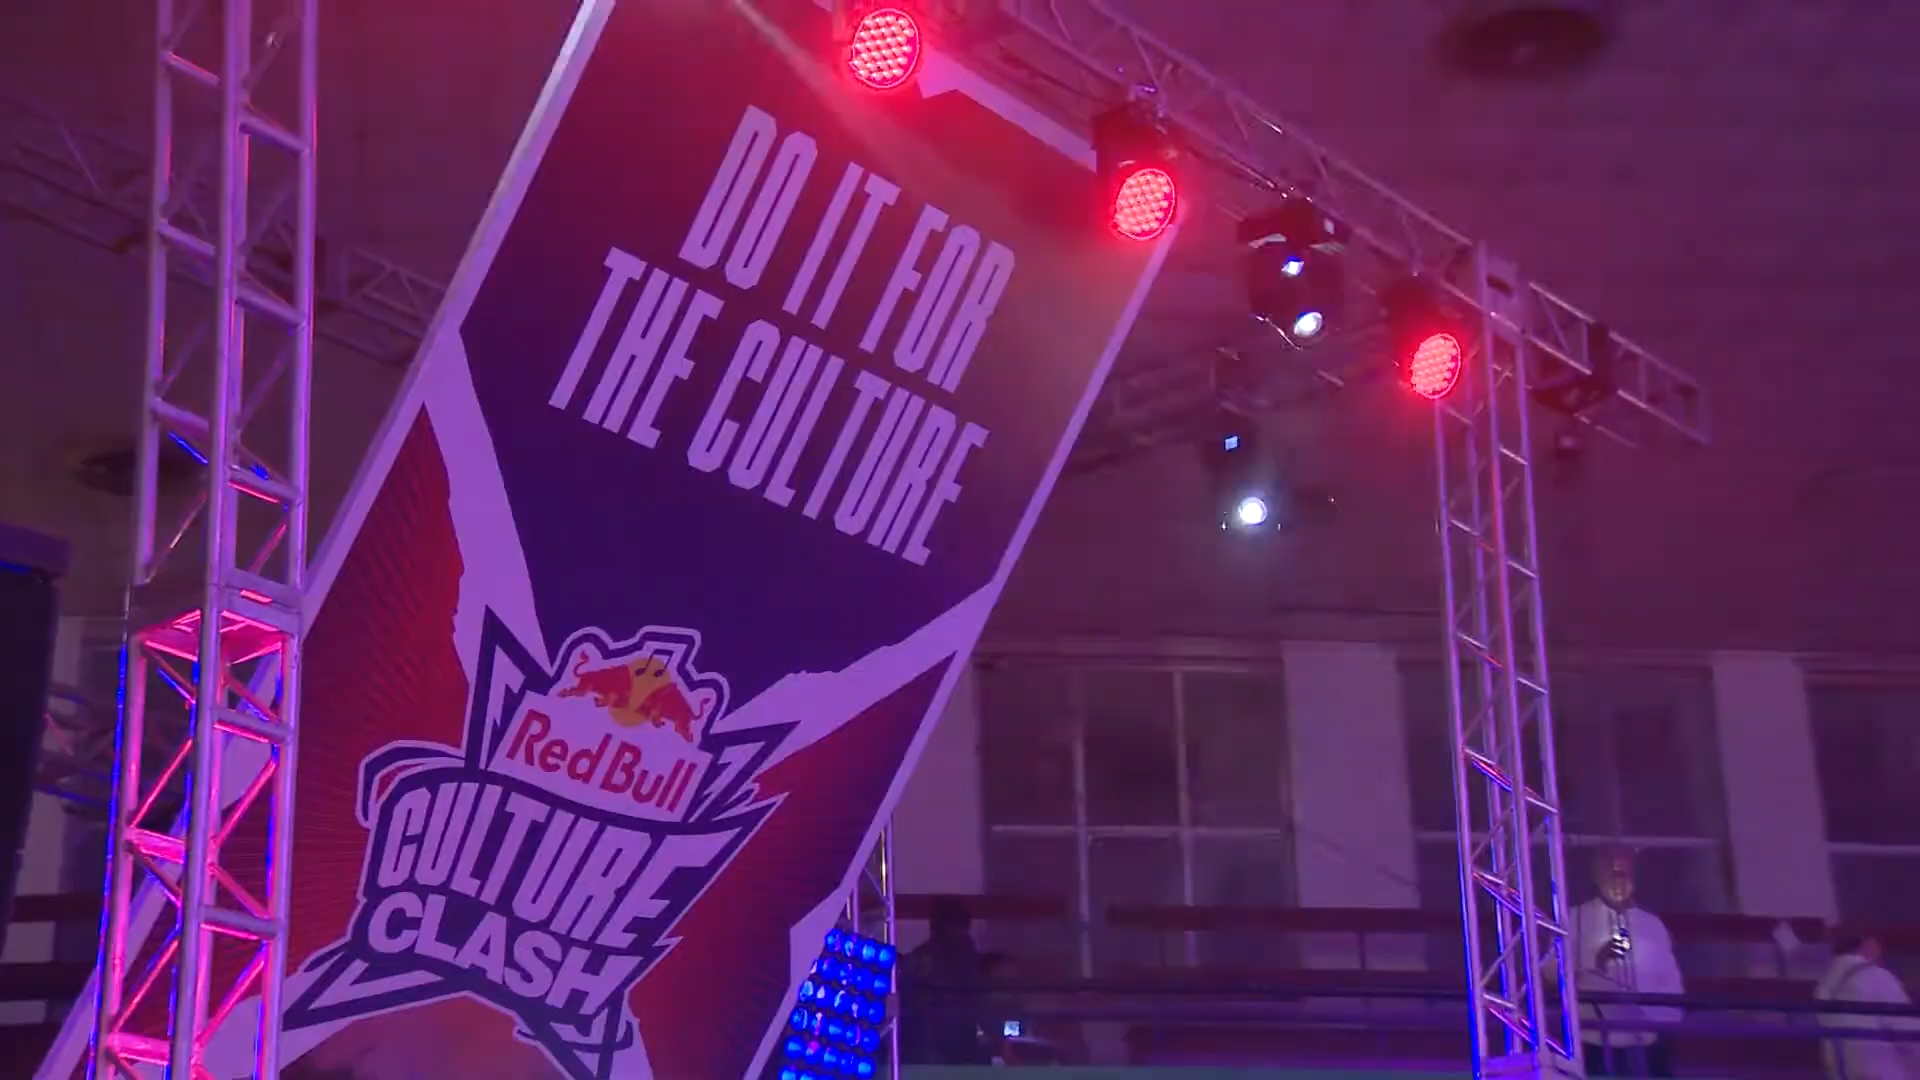 DO IT FOR
THE CULTURE
Red Bull
CULTURE
CLASH